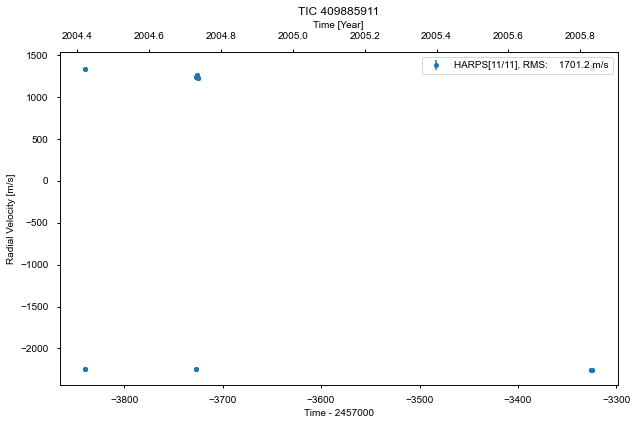 TIC 409885911
Time [Year]
2004.4 2004.6 2004.8 2005.0 2005.2 2005.4 2005.6 2005.8
HARPS[11/11], RMS: 1701.2 m/s
1500
1000
500
0
−500
−1000
−1500
−2000
Radial Velocity [m/s]
−3800 −3700 −3600 −3500 −3400 −3300
Time - 2457000